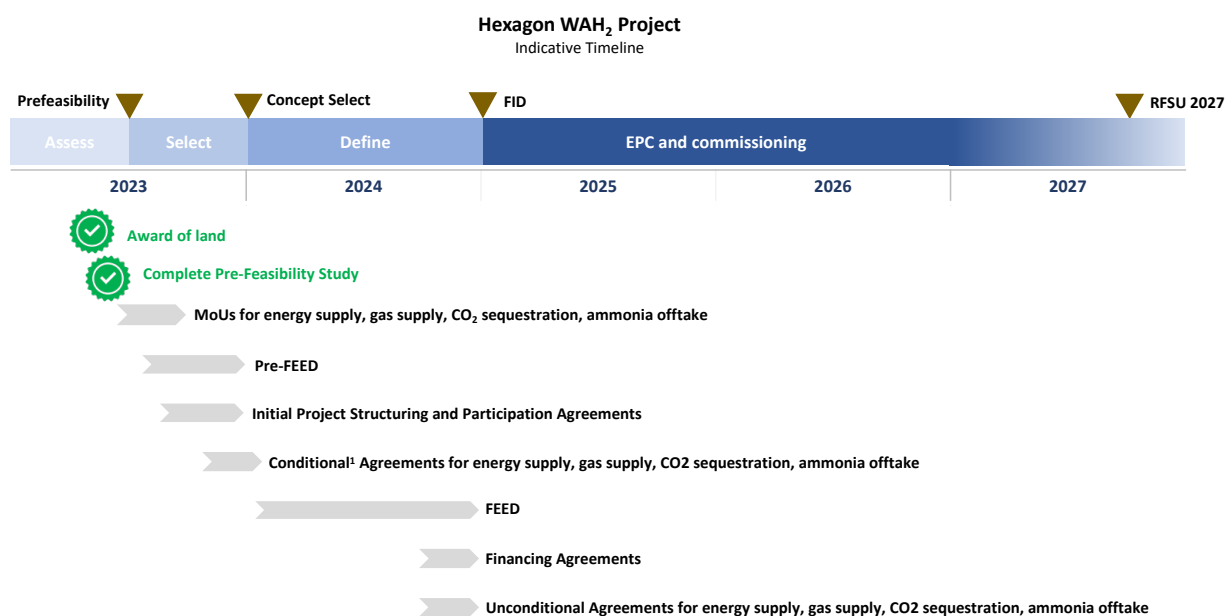 Hexagon WAH₂ Project
Indicative Timeline
Prefeasibility
Concept Select
FID
RFSU 2027
Assess
Select
Define
EPC and commissioning
2023
2024
2025
2026
2027
Award of land
Complete Pre-Feasibility Study
MoUs for energy supply, gas supply, CO₂ sequestration, ammonia offtake
Pre-FEED
Initial Project Structuring and Participation Agreements
Conditional¹ Agreements for energy supply, gas supply, CO2 sequestration, ammonia offtake
FEED
Financing Agreements
Unconditional Agreements for energy supply, gas supply, CO2 sequestration, ammonia offtake